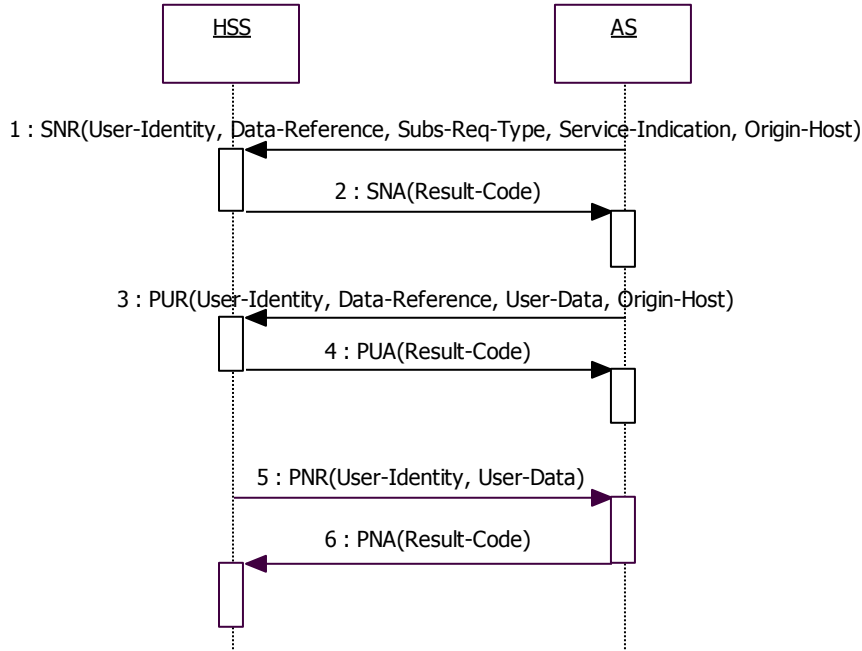 HSS
AS
1 : SNR(User-Identity, Data-Reference, Subs-Req-Type, Service-Indication, Origin-Host)
2 : SNA(Result-Code)
3 : PUR(User-Identity, Data-Reference, User-Data, Origin-Host)
4 : PUA(Result-Code)
5 : PNR(User-Identity, User-Data)
6 : PNA(Result-Code)